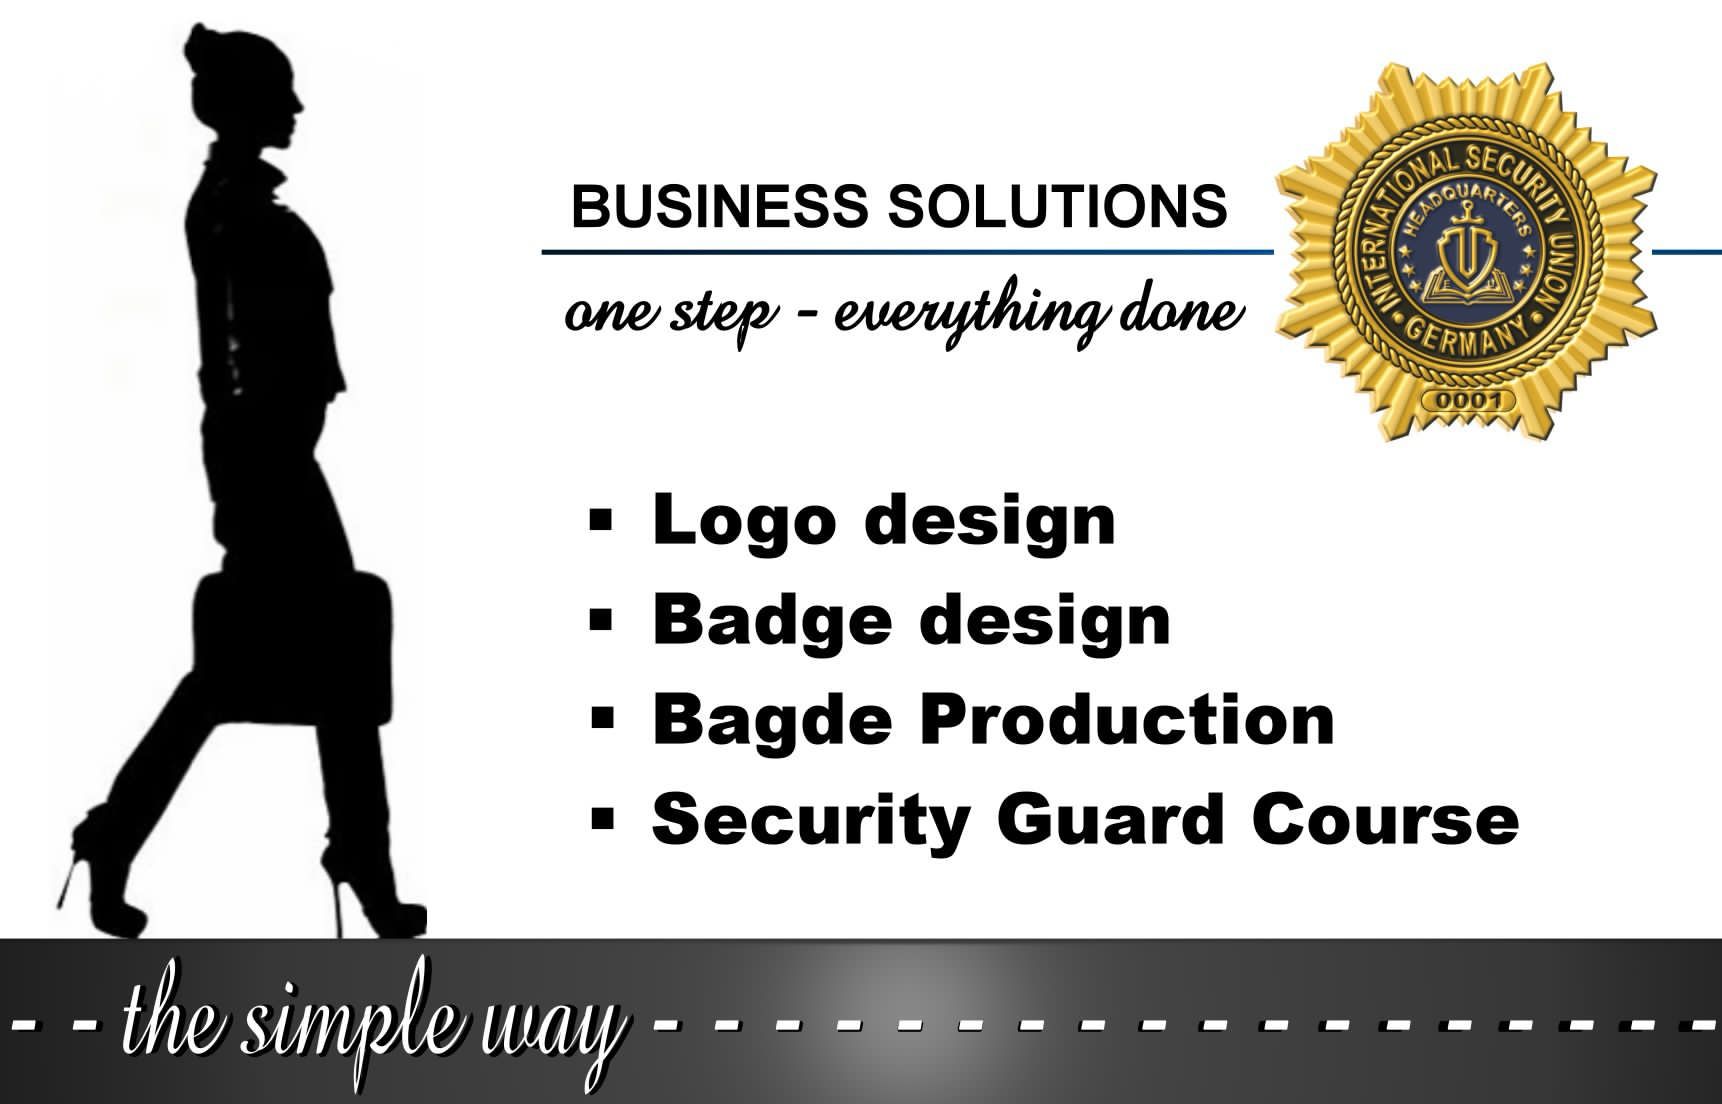 BUSINESS SOLUTIONS
one step - everything done
INTERNATIONAL SECURITY UNION
HEADQUARTERS
E U
• GERMANY •
0001
▪ Logo design
▪ Badge design
▪ Bagde Production
▪ Security Guard Course
- - the simple way - - - - - - - - - - - - - - - - - -